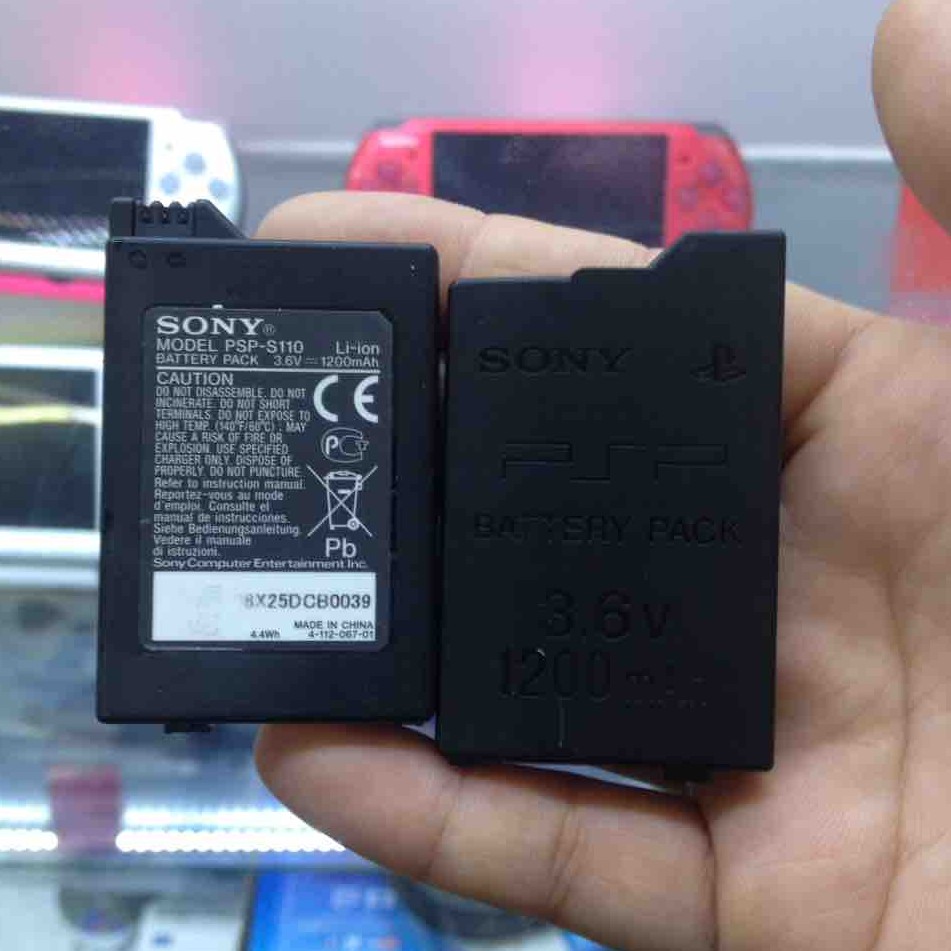 SONY®
MODEL PSP-S110 Li-ion
BATTERY PACK 3.6V⎓1200mAh
CAUTION
DO NOT DISASSEMBLE. DO NOT
INCINERATE. DO NOT SHORT
TERMINALS. DO NOT EXPOSE TO
HIGH TEMP. (140°F/60°C) : MAY
CAUSE A RISK OF FIRE OR
EXPLOSION. USE SPECIFIED
CHARGER ONLY. DISPOSE OF
PROPERLY. DO NOT PUNCTURE.
Refer to instruction manual.
Reportez-vous au mode
d'emploi. Consulte el
manual de instrucciones.
Siehe Bedienungsanleitung.
Vedere il manuale
di istruzioni.
CE
Pb
Sony Computer Entertainment Inc.
8X25DCB0039
MADE IN CHINA
4.4Wh 4-112-067-01
SONY
PSP
BATTERY PACK
3.6V
1200